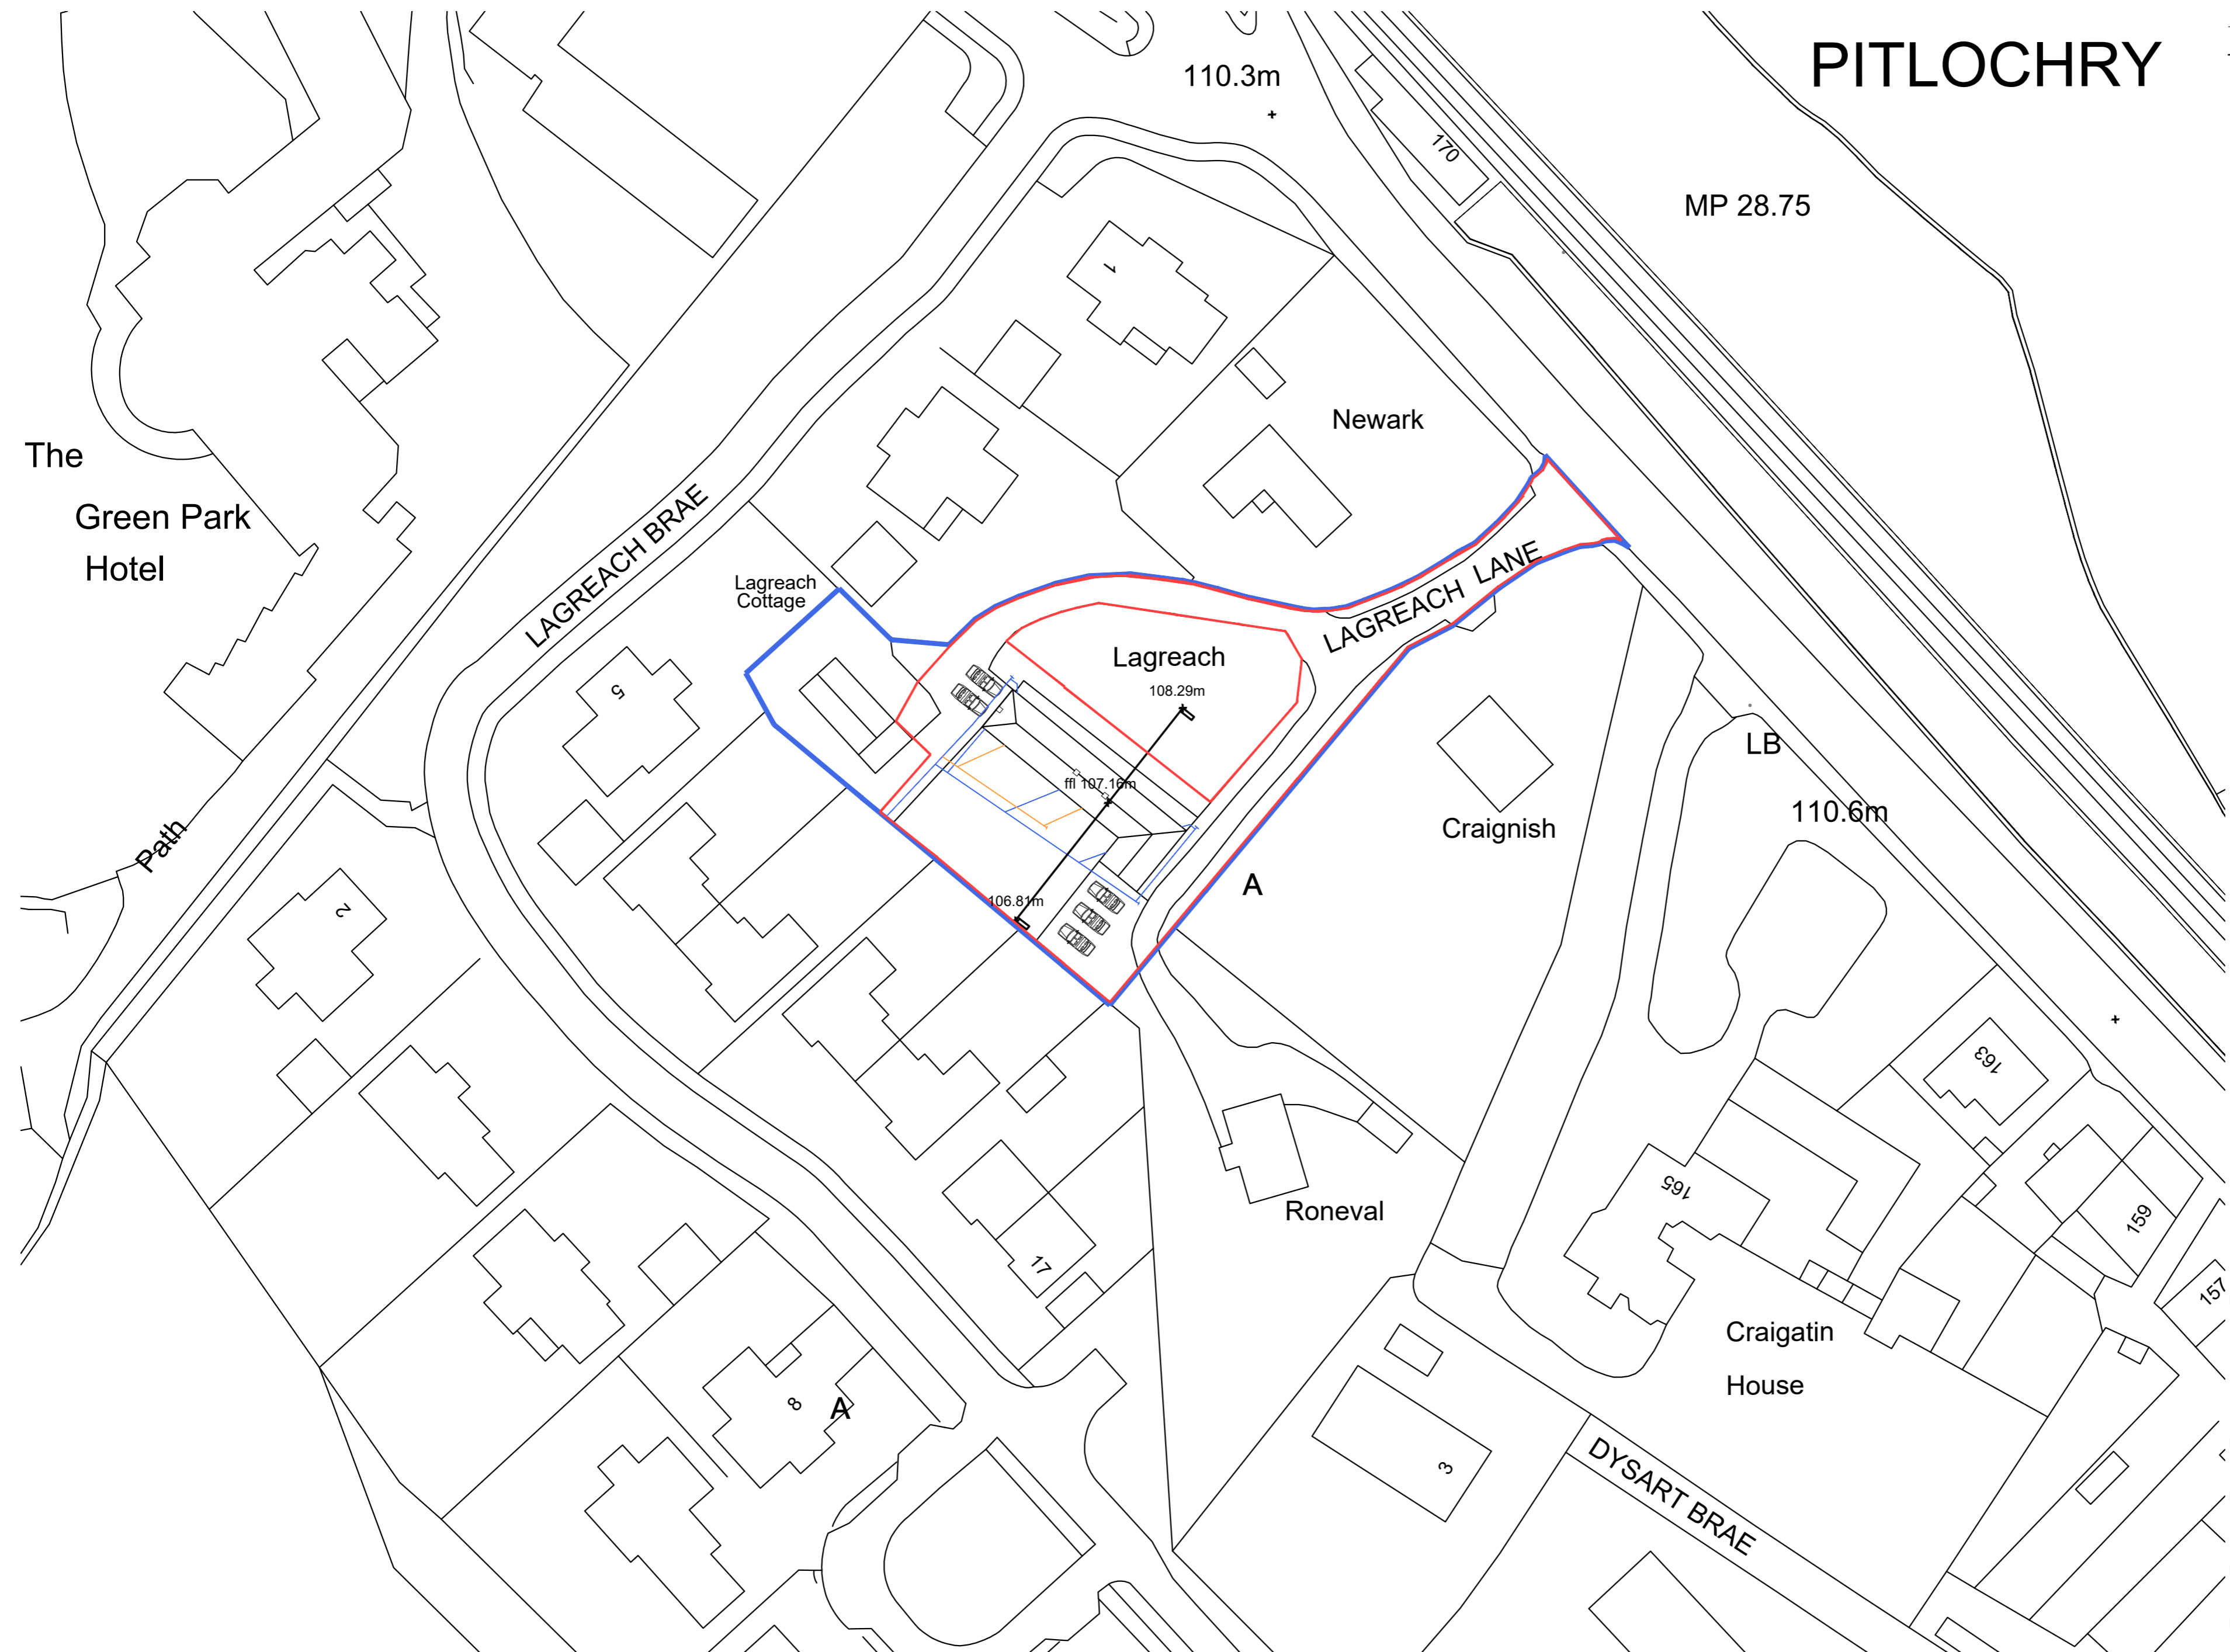 PITLOCHRY
110.3m
170
MP 28.75
1
Newark
The
Green Park
Hotel
LAGREACH BRAE
LAGREACH LANE
Lagreach
Cottage
Lagreach
108.29m
5
LB
ffl 107.16m
110.6m
Craignish
Path
A
106.81m
2
163
165
Roneval
159
17
157
Craigatin
House
8
A
3
DYSART BRAE